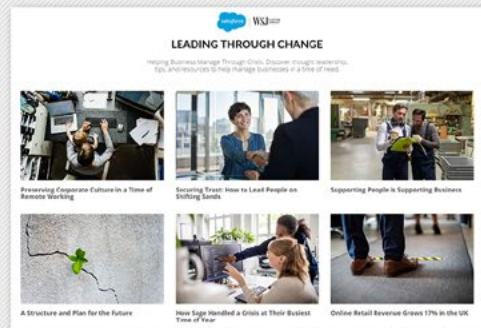 salesforce WSJ
LEADING THROUGH CHANGE
Helping Business Manage Through Crisis. Discover thought leadership,
tips, and resources to help manage businesses in a time of need.
Preserving Corporate Culture in a Time of
Remote Working
Securing Trust: How to Lead People on
Shifting Sands
Supporting People is Supporting Business
A Structure and Plan for the Future
How Sage Handled a Crisis at Their Busiest
Time of Year
Online Retail Revenue Grows 17% in the UK